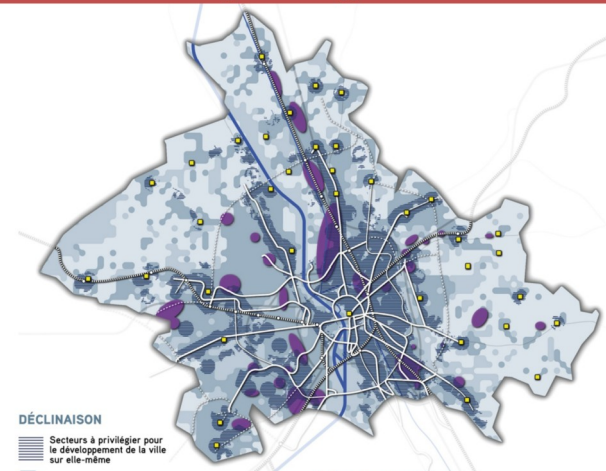 DÉCLINAISON
Secteurs à privilégier pour
le développement de la ville
sur elle-même